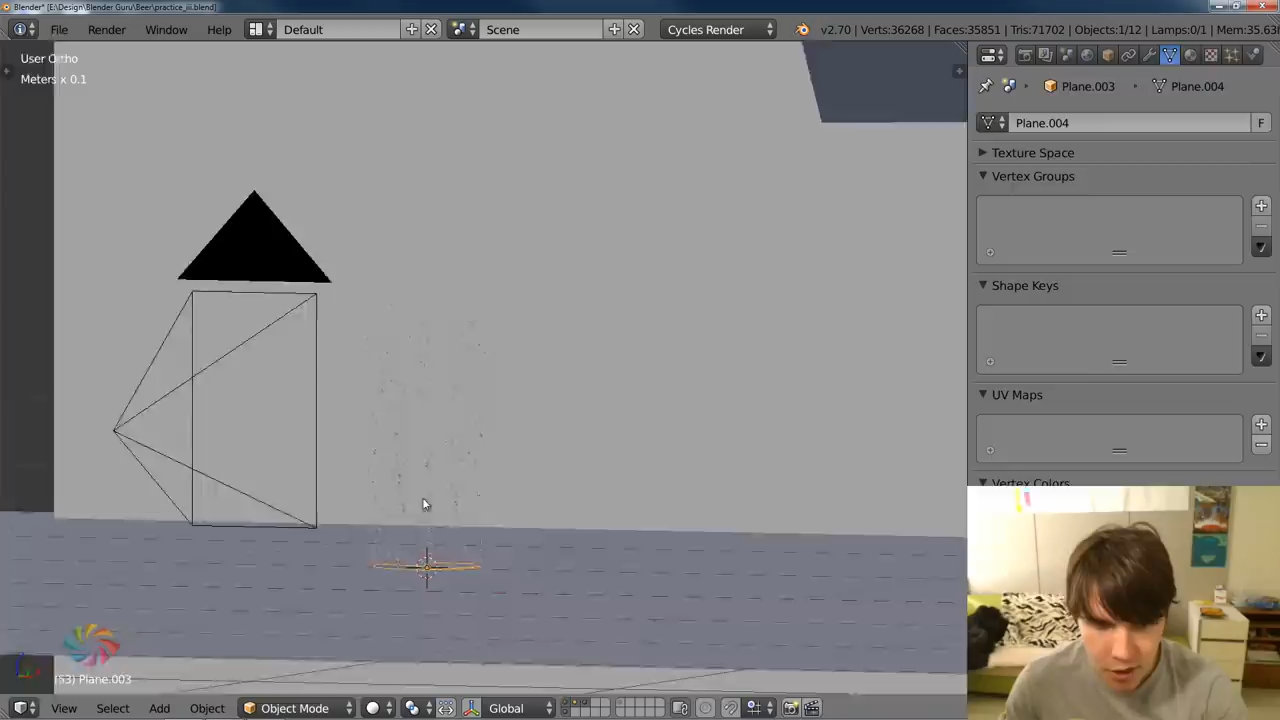 Blender* [E:\Design\Blender Guru\Beer\practice_iii.blend]
File Render Window Help Default Scene Cycles Render v2.70 | Verts:36268 | Faces:35851 | Tris:71702 | Objects:1/12 | Lamps:0/1 | Mem:35.63
User Ortho
Meters x 0.1
Plane.003 Plane.004
Plane.004 F
Texture Space
Vertex Groups
Shape Keys
UV Maps
Vertex Colors
(53) Plane.003
View Select Add Object Object Mode Global